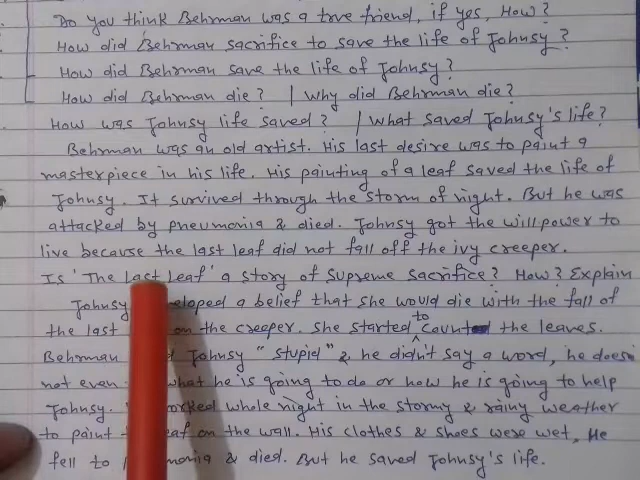 Do you think Behrman was a true friend, if yes, How?
How did Behrman sacrifice to save the life of Johnsy?
How did Behrman save the life of Johnsy?
How did Behrman die? | Why did Behrman die?
How was Johnsy life saved? | What saved Johnsy's life?
Behrman was an old artist. His last desire was to paint a
masterpiece in his life. His painting of a leaf saved the life of
Johnsy. It survived through the storm of night. But he was
attacked by pneumonia & died. Johnsy got the will power to
live because the last leaf did not fall off the ivy creeper.
Is 'The last leaf' a story of Supreme sacrifice? How? Explain
Johnsy eloped a belief that she would die with the fall of
the last on the creeper. She started to count the leaves.
Behrman Johnsy "stupid" & he didn't say a word, he does
not even what he is going to do or how he is going to help
Johnsy. orked whole night in the stormy & rainy weather
to paint eaf on the wall. His clothes & shoes were wet, He
fell to monia & died. But he saved Johnsy's life.